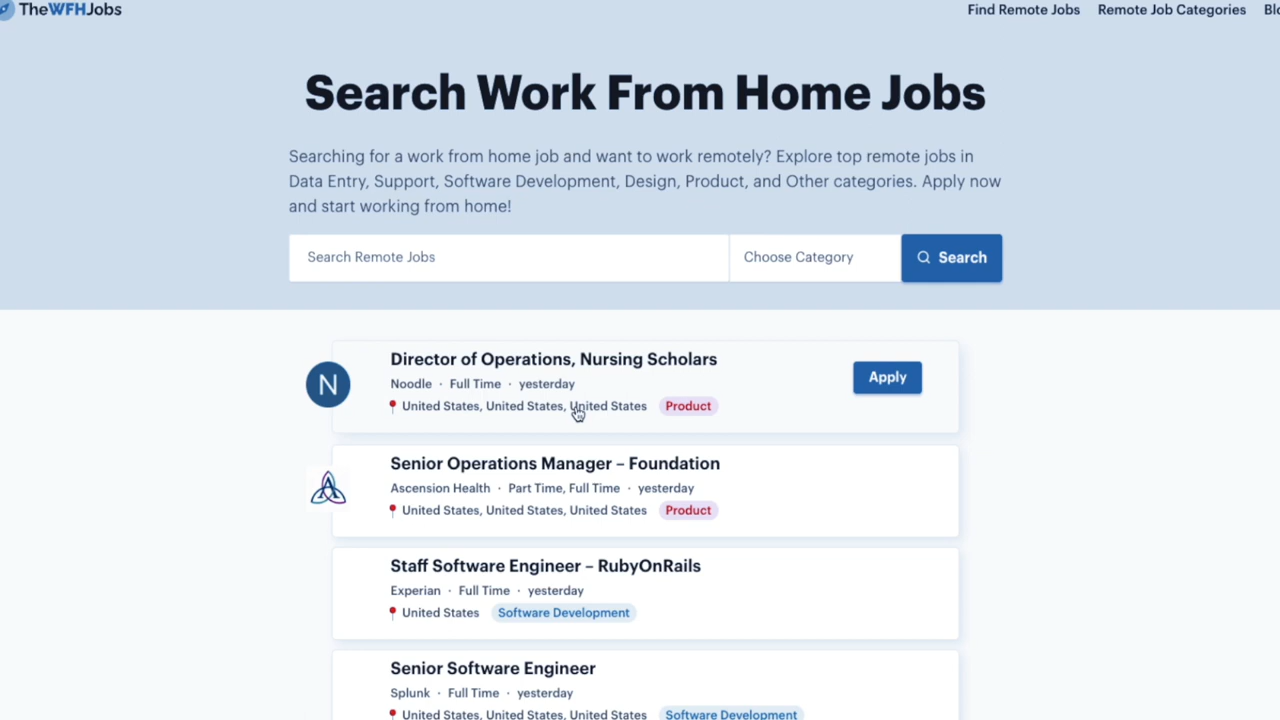 TheWFHJobs
Find Remote Jobs Remote Job Categories
Search Work From Home Jobs
Searching for a work from home job and want to work remotely? Explore top remote jobs in
Data Entry, Support, Software Development, Design, Product, and Other categories. Apply now
and start working from home!
Search Remote Jobs Choose Category Search
Director of Operations, Nursing Scholars
N
Noodle · Full Time · yesterday
Apply
United States, United States, United States Product
Senior Operations Manager – Foundation
Ascension Health · Part Time, Full Time · yesterday
United States, United States, United States Product
Staff Software Engineer – RubyOnRails
Experian · Full Time · yesterday
United States Software Development
Senior Software Engineer
Splunk · Full Time · yesterday
United States, United States, United States Software Development